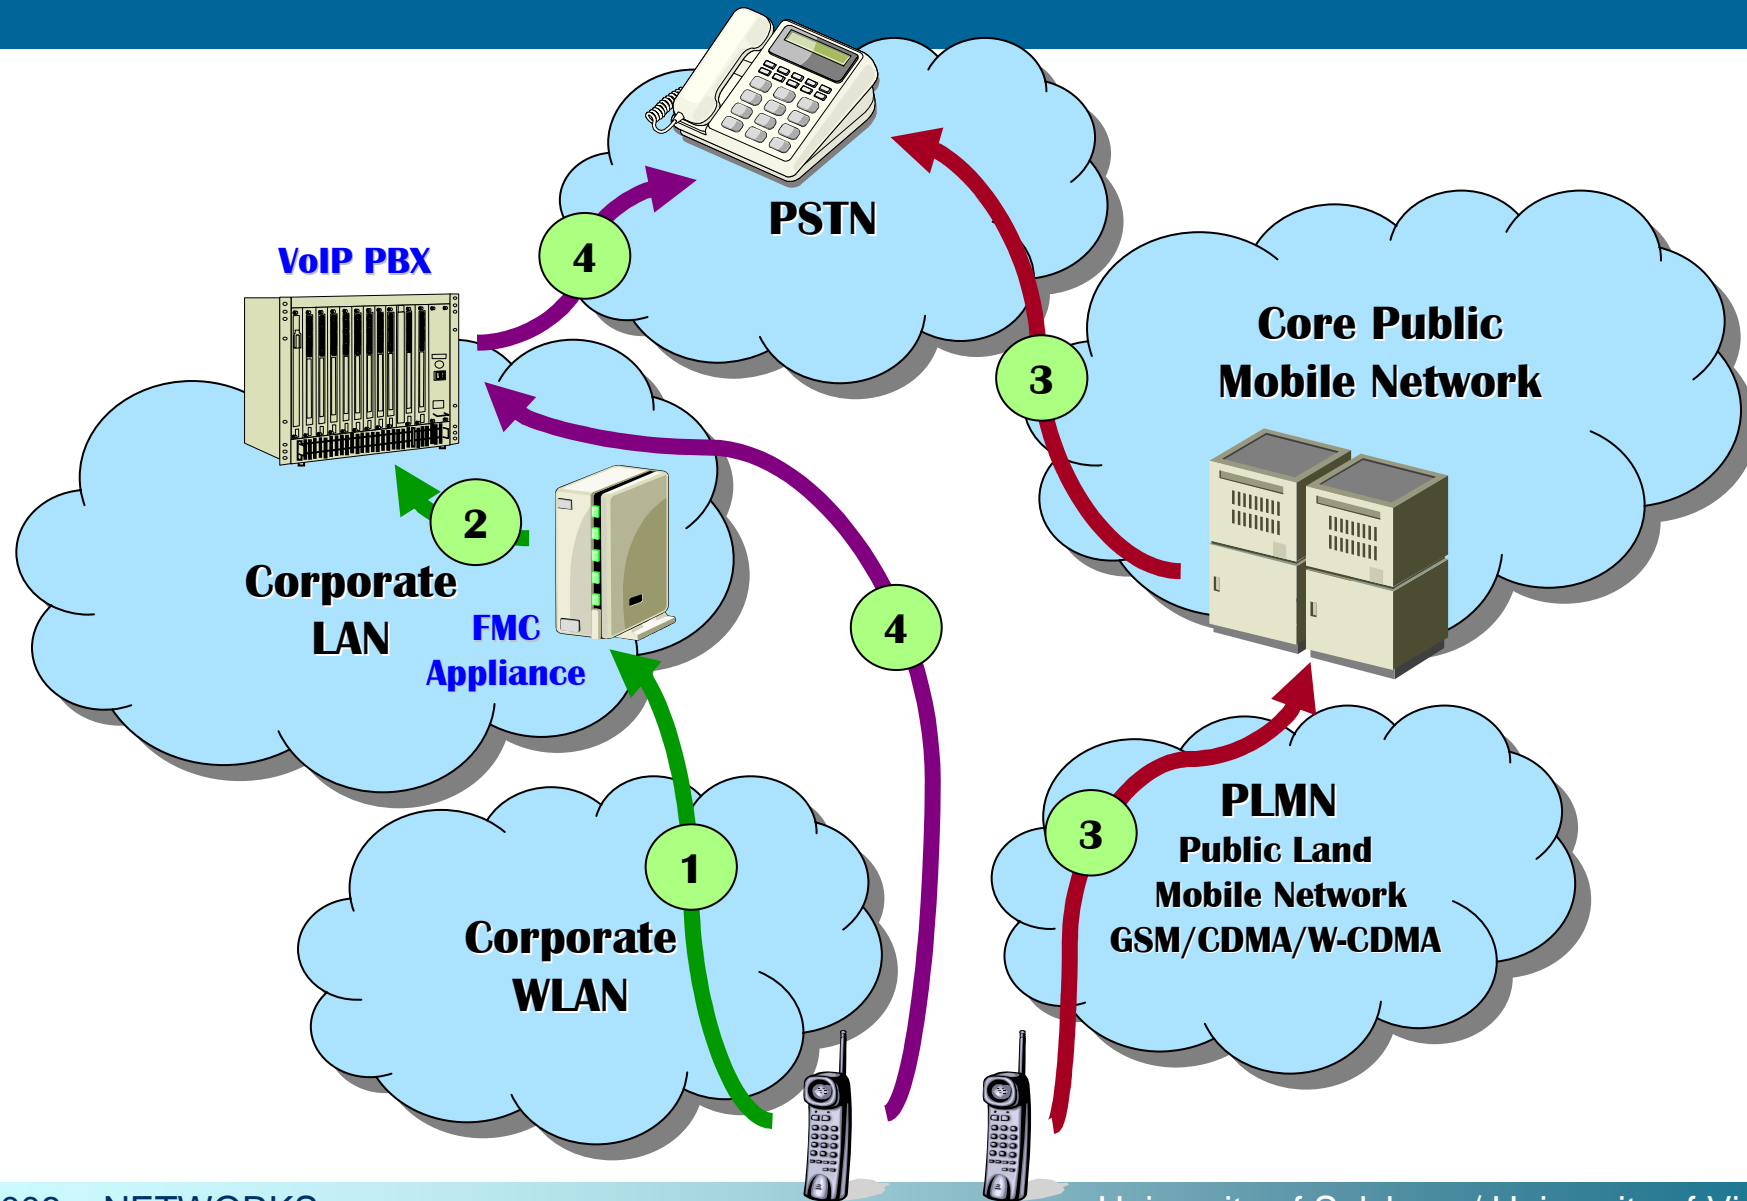 PSTN
4
VoIP PBX
Core Public
Mobile Network
3
2
Corporate
LAN
FMC
Appliance
4
PLMN
Public Land
Mobile Network
GSM/CDMA/W-CDMA
3
1
Corporate
WLAN
NETWORKS